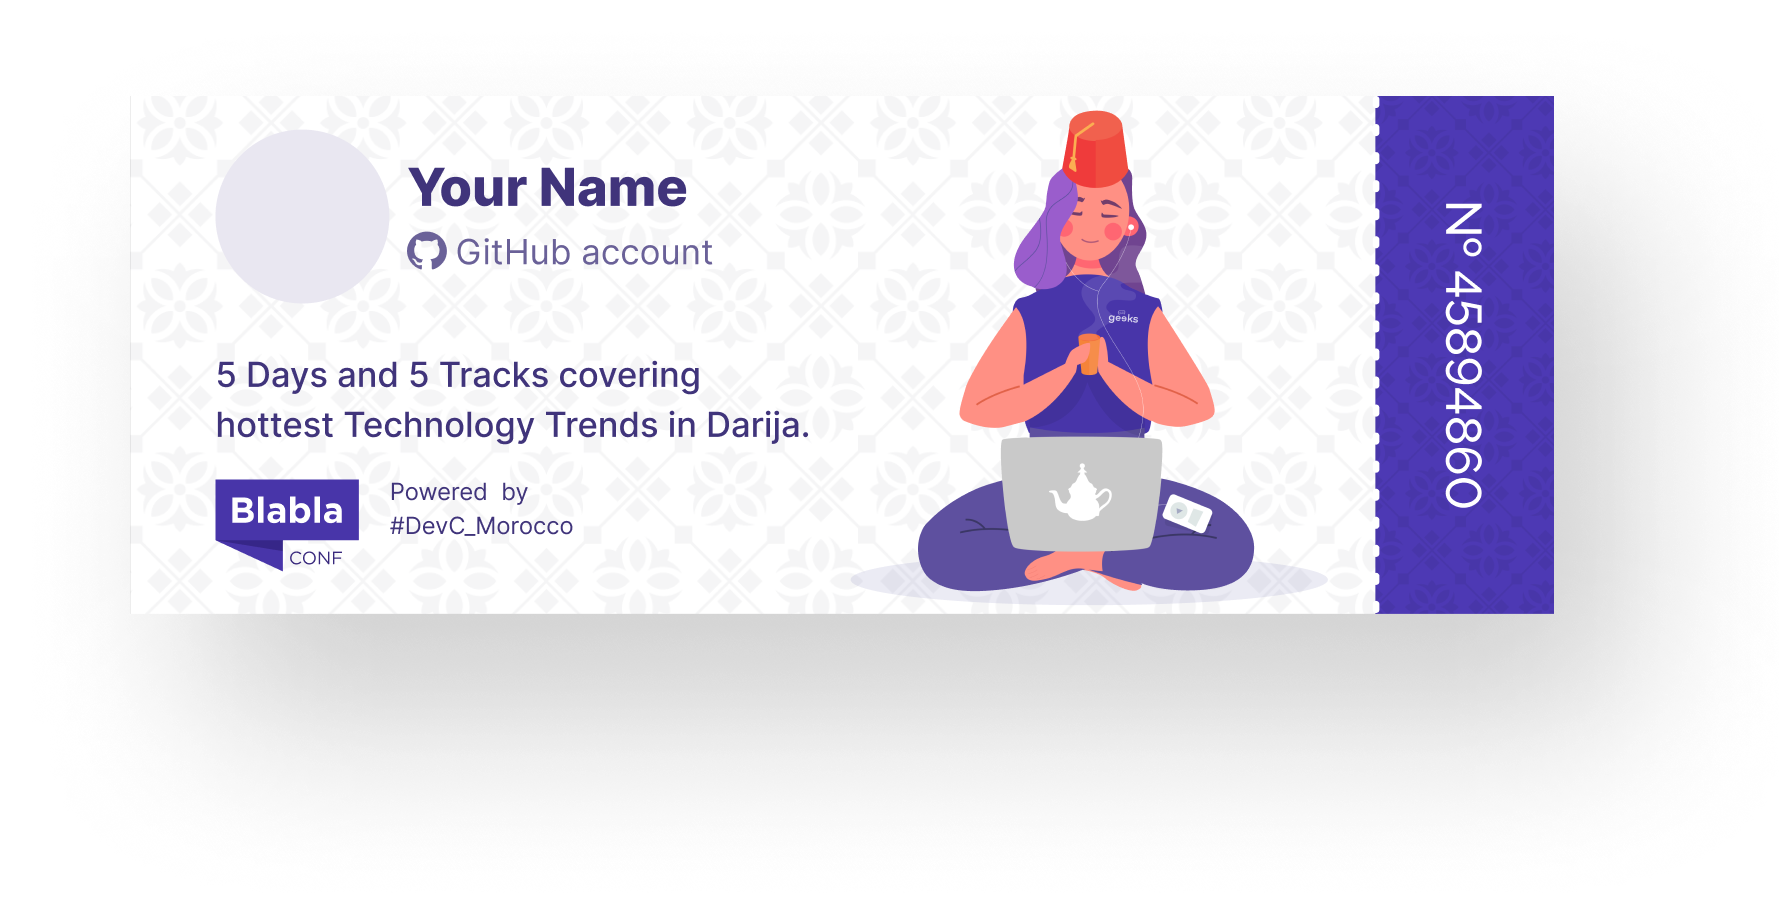 Your Name
GitHub account
5 Days and 5 Tracks covering
hottest Technology Trends in Darija.
Blabla
CONF
Powered by
#DevC_Morocco
geeks
Nº 45894860